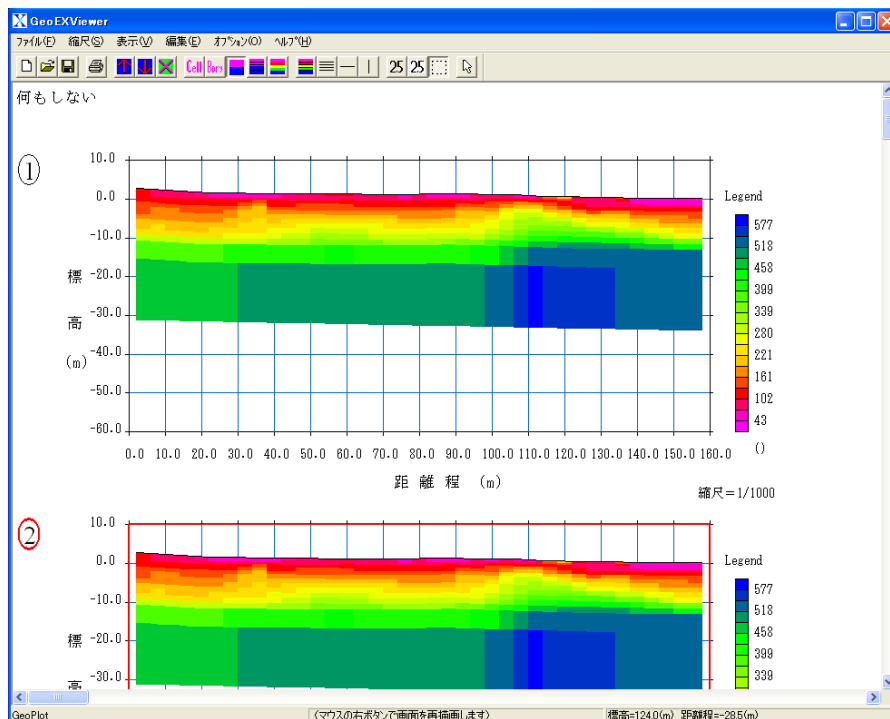 GeoEXViewer
ファイル(F) 縮尺(S) 表示(V) 編集(E) オプション(O) ヘルプ(H)
Cell Bors 25 25
何もしない
①
10.0
0.0
-10.0
-20.0
-30.0
-40.0
-50.0
-60.0
標高(m)
0.0 10.0 20.0 30.0 40.0 50.0 60.0 70.0 80.0 90.0 100.0 110.0 120.0 130.0 140.0 150.0 160.0
距離程 (m)
Legend
577
518
458
399
339
280
221
161
102
43
()
縮尺=1/1000
②
10.0
0.0
-10.0
-20.0
-30.0
標高
Legend
577
518
458
399
339
GeoPlot (マウスの右ボタンで画面を再描画します) 標高=124.0(m) 距離程=-28.5(m)